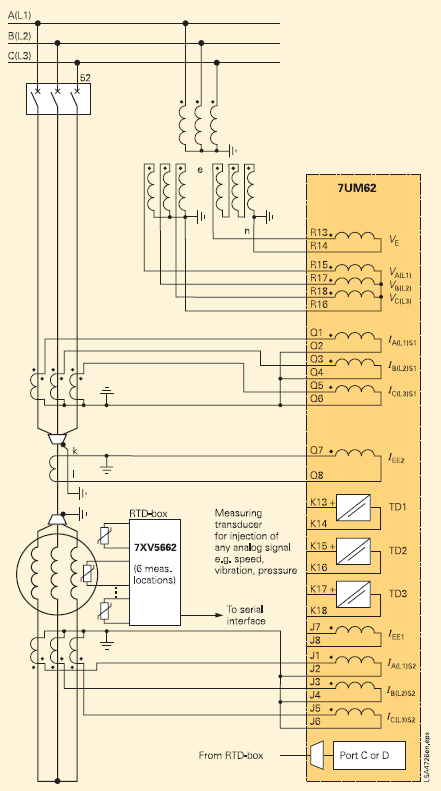 A(L1)
B(L2)
C(L3)
52
e
n
7UM62
R13
R14
VE
R15
R17
R18
R16
VA(L1)
VB(L2)
VC(L3)
Q1
Q2
IA(L1)S1
Q3
Q4
IB(L2)S1
Q5
Q6
IC(L3)S1
k
l
Q7
Q8
IEE2
RTD-box
7XV5662
(6 meas.
locations)
Measuring
transducer
for injection of
any analog signal
e.g. speed,
vibration, pressure
To serial
interface
K13 +
K14
TD1
K15 +
K16
TD2
K17 +
K18
TD3
J7
J8
IEE1
J1
J2
IA(L1)S2
J3
J4
IB(L2)S2
J5
J6
IC(L3)S2
From RTD-box
Port C or D
LSA4726en.eps